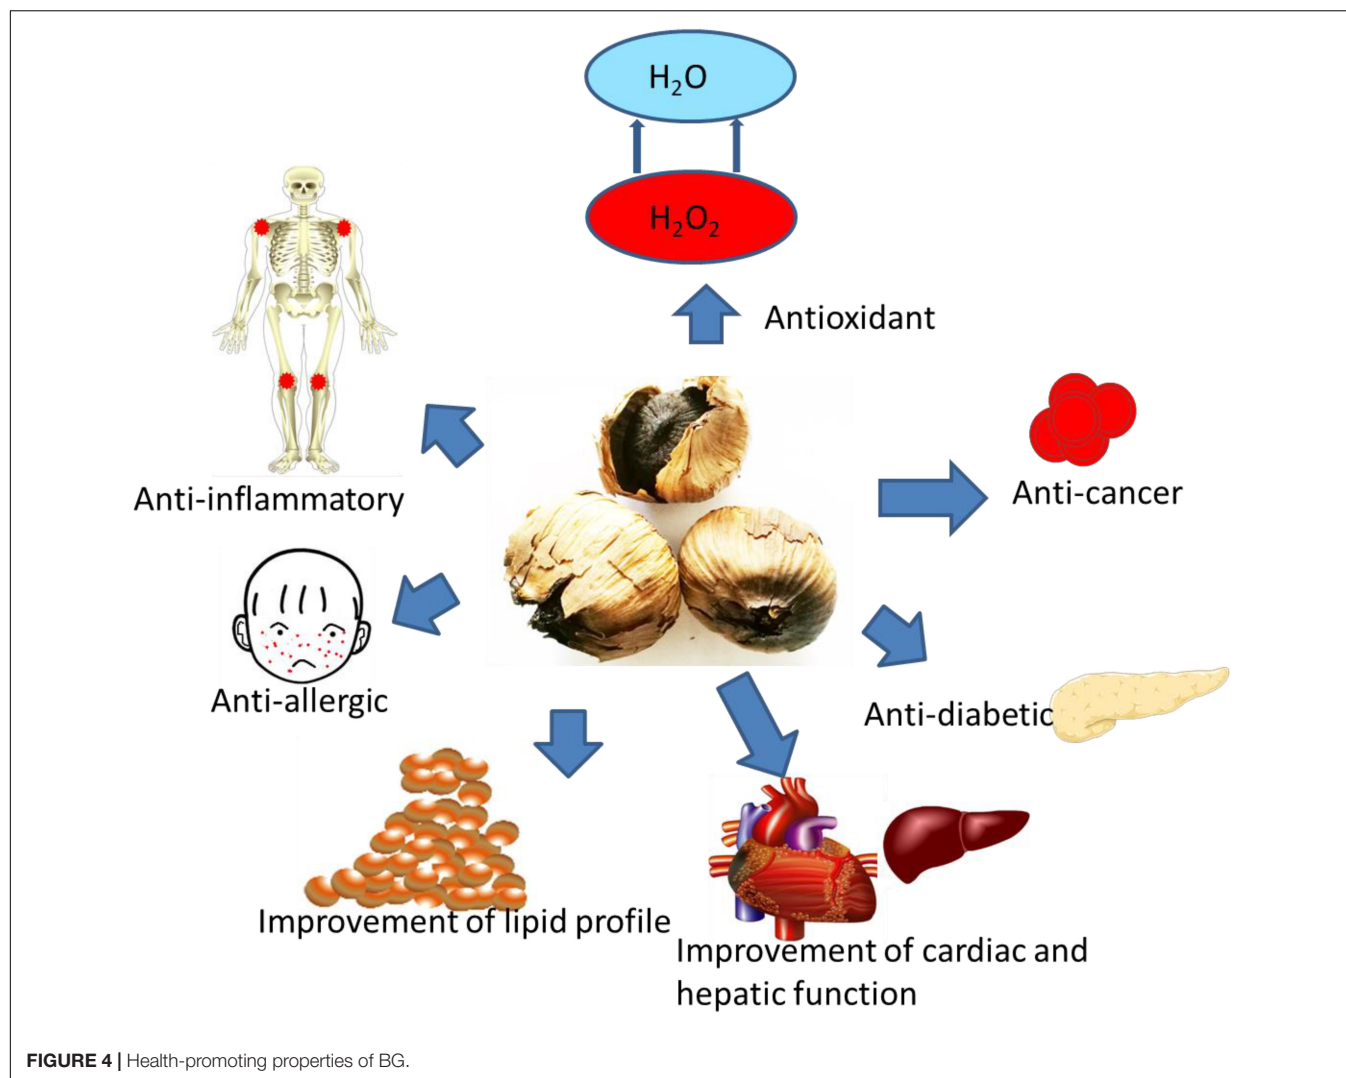 H₂O
H₂O₂
Antioxidant
Anti-inflammatory
Anti-cancer
Anti-allergic
Anti-diabetic
Improvement of lipid profile
Improvement of cardiac and
hepatic function
FIGURE 4 | Health-promoting properties of BG.